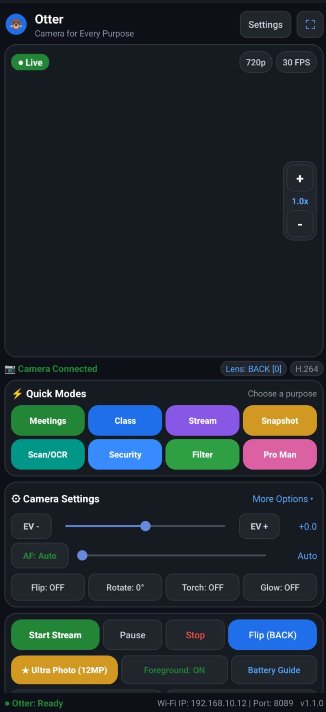 Otter
Camera for Every Purpose
Settings
● Live
720p
30 FPS
+
1.0x
-
📷 Camera Connected
Lens: BACK [0]
H.264
⚡ Quick Modes
Choose a purpose
Meetings
Class
Stream
Snapshot
Scan/OCR
Security
Filter
Pro Man
⚙ Camera Settings
More Options •
EV -
EV +
+0.0
AF: Auto
Auto
Flip: OFF
Rotate: 0°
Torch: OFF
Glow: OFF
Start Stream
Pause
Stop
Flip (BACK)
★ Ultra Photo (12MP)
Foreground: ON
Battery Guide
● Otter: Ready
Wi-Fi IP: 192.168.10.12 | Port: 8089
v1.1.0